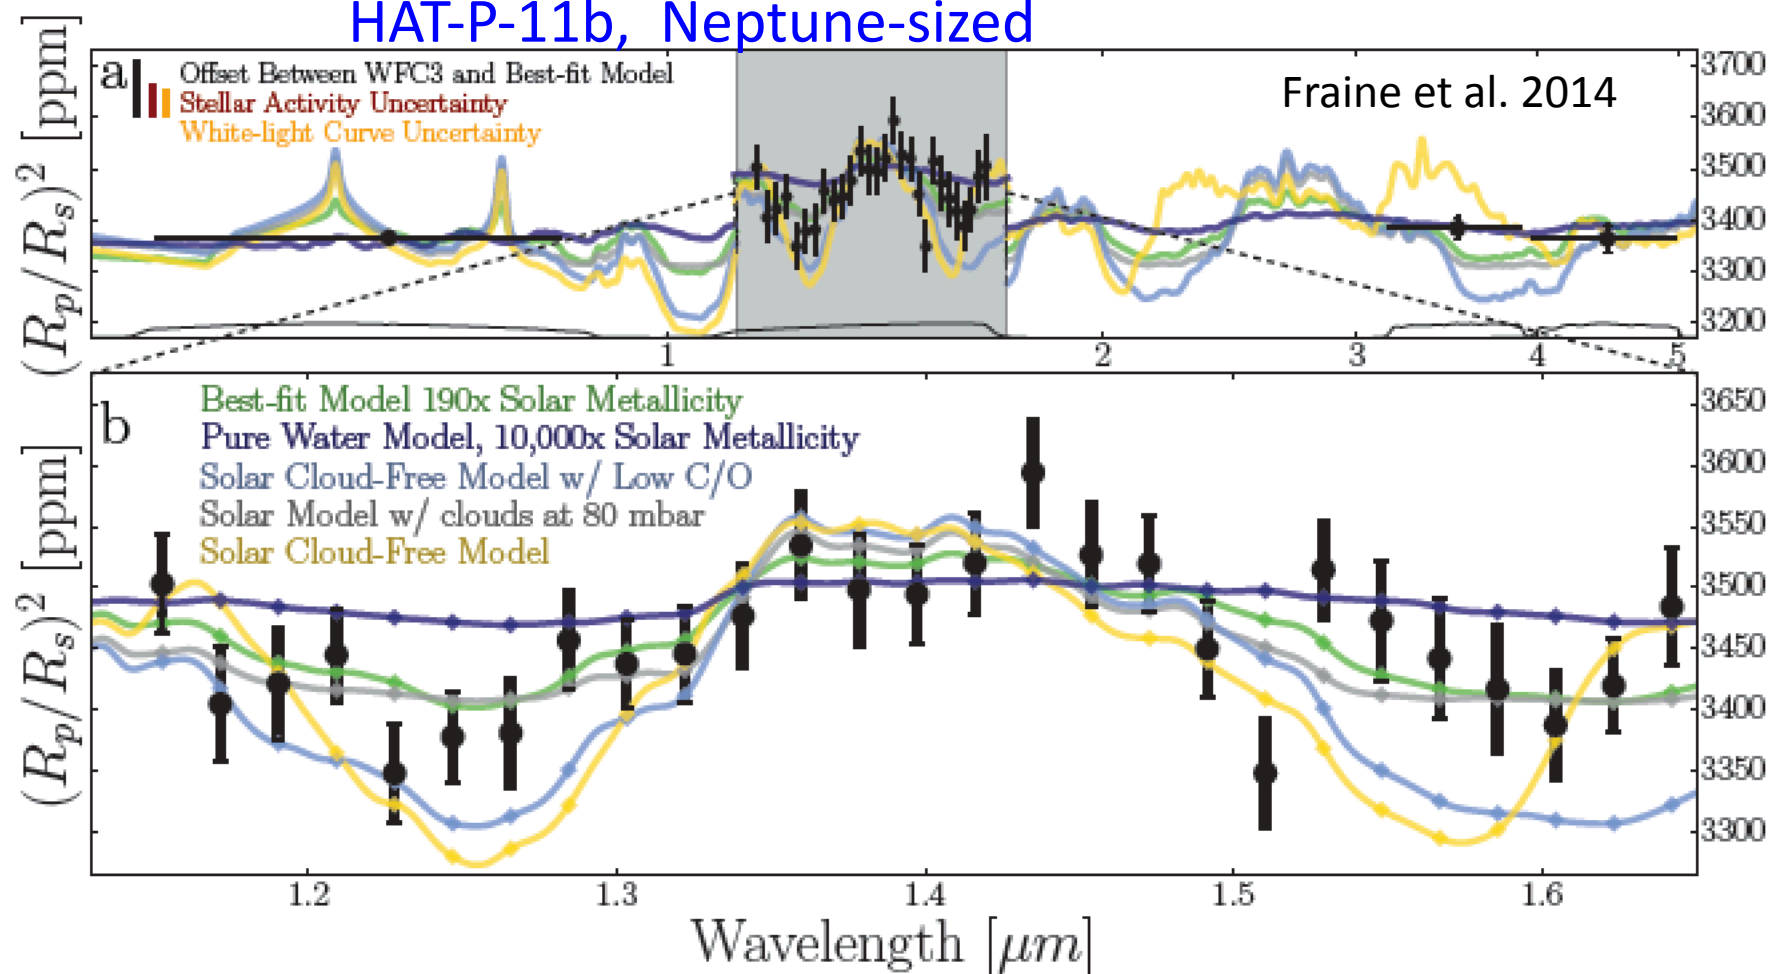 HAT-P-11b, Neptune-sized
a
Offset Between WFC3 and Best-fit Model
Stellar Activity Uncertainty
White-light Curve Uncertainty
Fraine et al. 2014
(R_p/R_s)^2 [ppm]
3700
3600
3500
3400
3300
3200
1 2 3 4 5
b
Best-fit Model 190x Solar Metallicity
Pure Water Model, 10,000x Solar Metallicity
Solar Cloud-Free Model w/ Low C/O
Solar Model w/ clouds at 80 mbar
Solar Cloud-Free Model
(R_p/R_s)^2 [ppm]
3650
3600
3550
3500
3450
3400
3350
3300
1.2 1.3 1.4 1.5 1.6
Wavelength [μm]